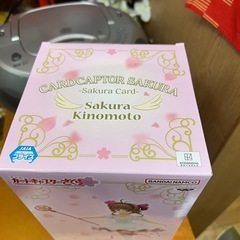 CARDCAPTOR SAKURA
-Sakura Card-
Sakura
Kinomoto
JAIA
カードキャプターさくら
BANDAI NAMCO